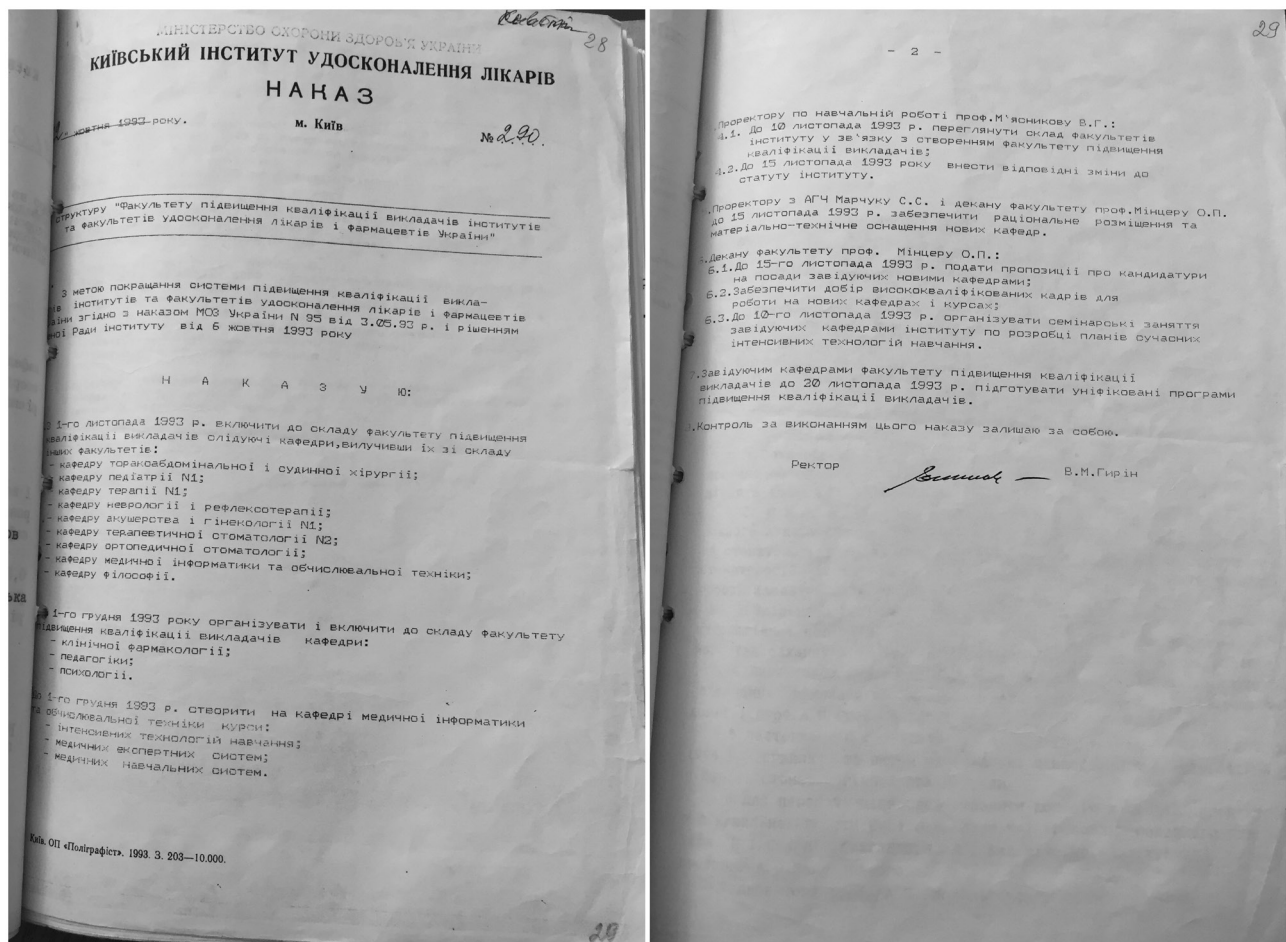 28
МІНІСТЕРСТВО ОХОРОНИ ЗДОРОВ'Я УКРАЇНИ
КИЇВСЬКИЙ ІНСТИТУТ УДОСКОНАЛЕННЯ ЛІКАРІВ
НАКАЗ
жовтня 1993 року.
м. Київ
№ 290.
структуру "Факультету підвищення кваліфікації викладачів інститутів
та факультетів удосконалення лікарів і фармацевтів України"
З метою покращання системи підвищення кваліфікації викла-
інститутів та факультетів удосконалення лікарів і фармацевтів
згідно з наказом МОЗ України N 95 від 3.05.93 р. і рішенням
Ради інституту від 6 жовтня 1993 року
Н А К А З У Ю:
1-го листопада 1993 р. включити до складу факультету підвищення
кваліфікації викладачів слідуючі кафедри,вилучивши їх зі складу
інших факультетів:
- кафедру торакоабдомінальної і судинної хірургії;
- кафедру педіатрії N1;
- кафедру терапії N1;
- кафедру неврології і рефлексотерапії;
- кафедру акушерства і гінекології N1;
- кафедру терапевтичної стоматології N2;
- кафедру ортопедичної стоматології;
- кафедру медичної інформатики та обчислювальної техніки;
- кафедру філософії.
1-го грудня 1993 року організувати і включити до складу факультету
підвищення кваліфікації викладачів кафедри:
- клінічної фармакології;
- педагогіки;
- психології.
1-го грудня 1993 р. створити на кафедрі медичної інформатики
та обчислювальної техніки курси:
- інтенсивних технологій навчання;
- медичних експертних систем;
- медичних навчальних систем.
Київ. ОП «Поліграфіст». 1993. З. 203—10.000.
29
29
- 2 -
Проректору по навчальній роботі проф.М'ясникову В.Г.:
4.1. До 10 листопада 1993 р. переглянути склад факультетів
інституту у зв'язку з створенням факультету підвищення
кваліфікації викладачів;
4.2.До 15 листопада 1993 року внести відповідні зміни до
статуту інституту.
Проректору з АГЧ Марчуку С.С. і декану факультету проф.Мінцеру О.П.
до 15 листопада 1993 р. забезпечити раціональне розміщення та
матеріально-технічне оснащення нових кафедр.
Декану факультету проф. Мінцеру О.П.:
6.1.До 15-го листопада 1993 р. подати пропозиції про кандидатури
на посади завідуючих новими кафедрами;
6.2.Забезпечити добір висококваліфікованих кадрів для
роботи на нових кафедрах і курсах;
6.3.До 10-го листопада 1993 р. організувати семінарські заняття
завідуючих кафедрами інституту по розробці планів сучасних
інтенсивних технологій навчання.
Завідуючим кафедрами факультету підвищення кваліфікації
викладачів до 20 листопада 1993 р. підготувати уніфіковані програми
підвищення кваліфікації викладачів.
Контроль за виконанням цього наказу залишаю за собою.
Ректор
В.М.Гирін